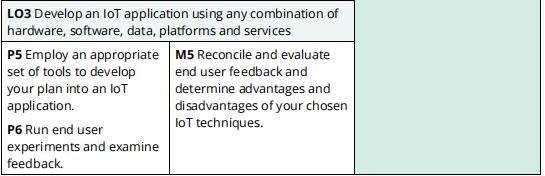 LO3 Develop an IoT application using any combination of
hardware, software, data, platforms and services
P5 Employ an appropriate
set of tools to develop
your plan into an IoT
application.
P6 Run end user
experiments and examine
feedback.
M5 Reconcile and evaluate
end user feedback and
determine advantages and
disadvantages of your chosen
IoT techniques.